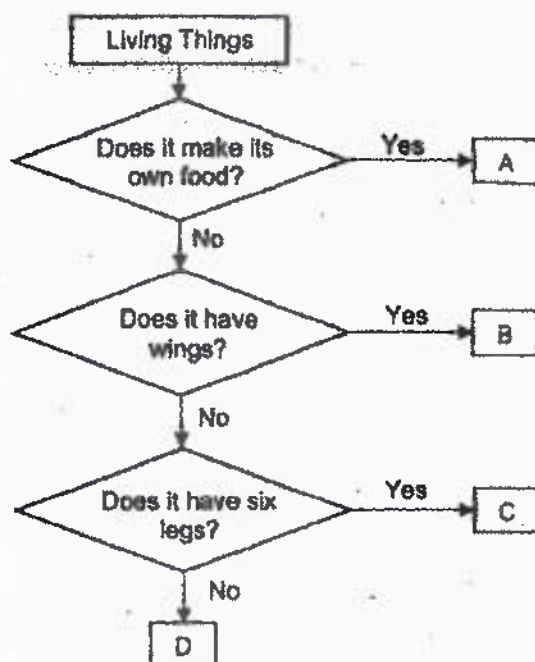 Living Things
Does it make its
own food?
Yes
A
No
Does it have
wings?
Yes
B
No
Does it have six
legs?
Yes
C
No
D